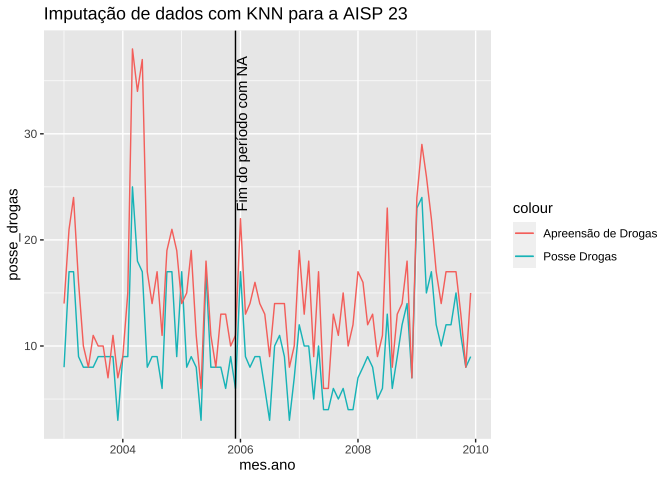 Imputação de dados com KNN para a AISP 23
posse_drogas
30
20
10
Fim do período com NA
2004
2006
2008
2010
mes.ano
colour
Apreensão de Drogas
Posse Drogas